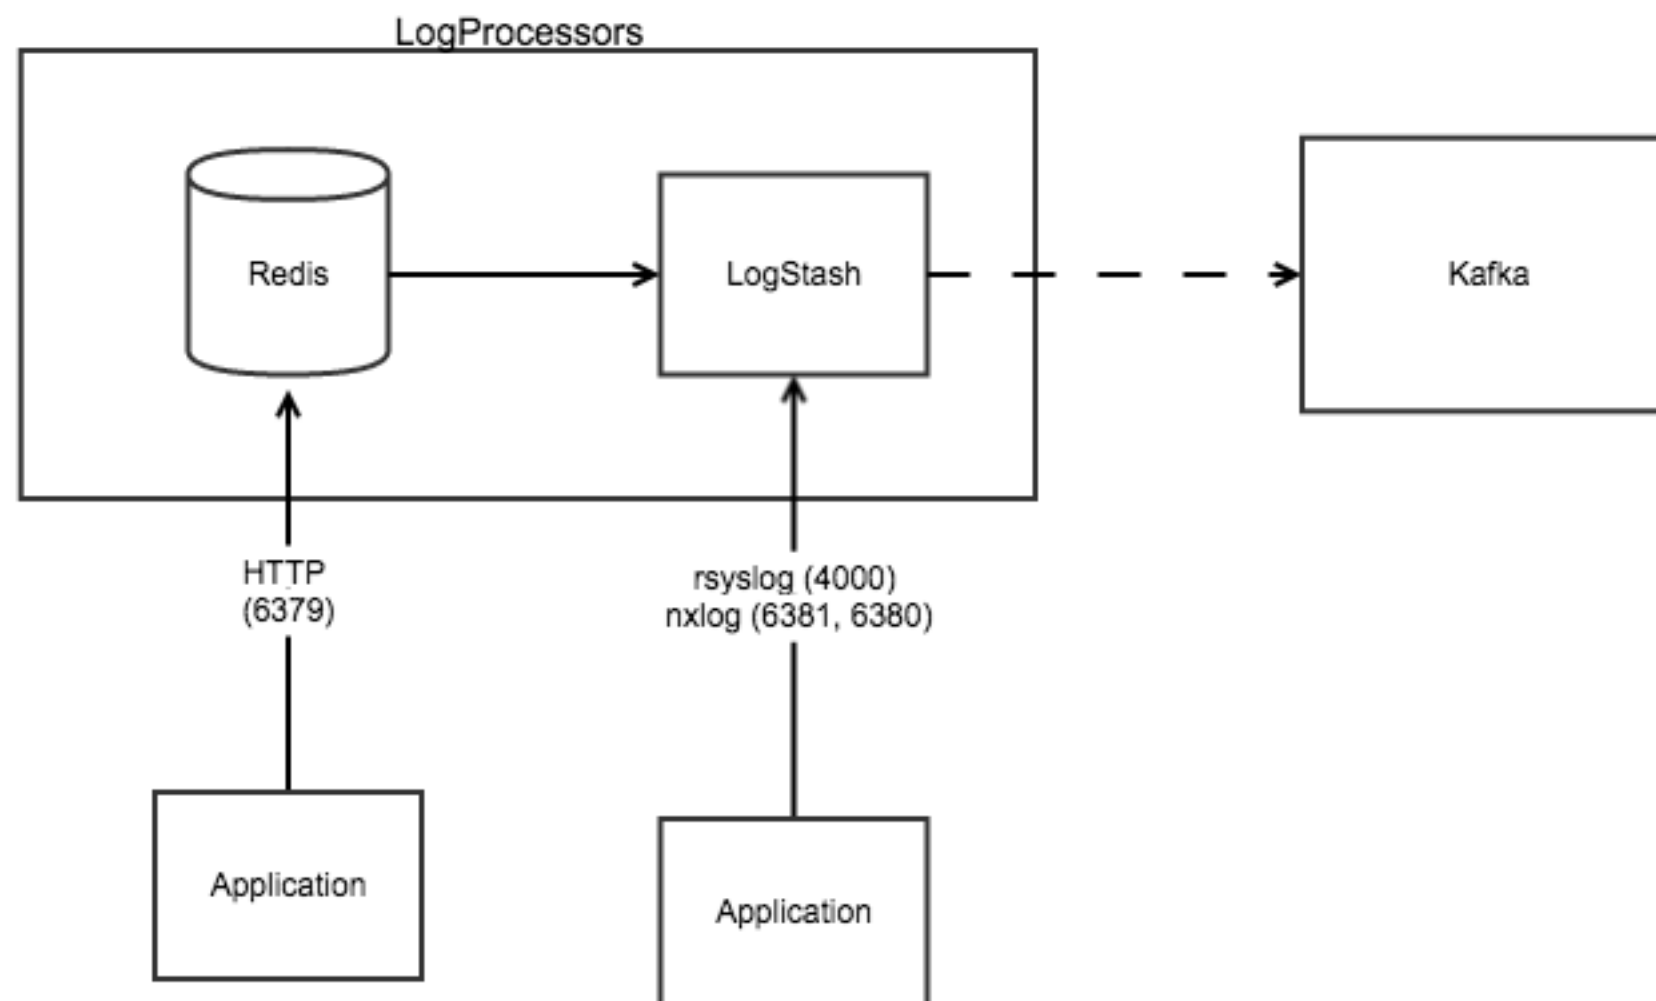 LogProcessors
Redis
LogStash
Kafka
HTTP
(6379)
rsyslog (4000)
nxlog (6381, 6380)
Application
Application